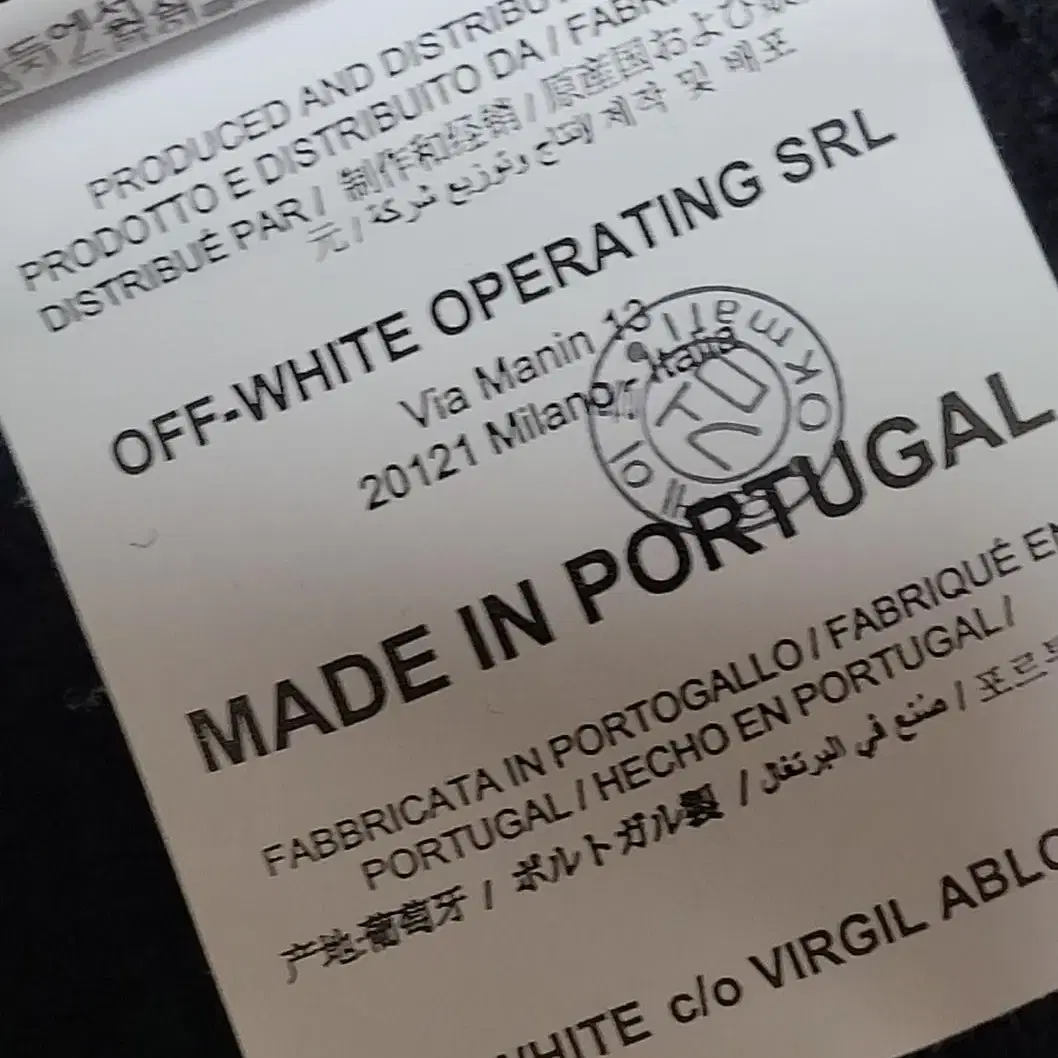 PRODUCED AND DISTRIBU
PRODOTTO E DISTRIBUITO DA / FABR
DISTRIBUÉ PAR / 制作和经销 / 原産国および
元 / إنتاج وتوزيع شركة / 제작 및 배포
OFF-WHITE OPERATING SRL
Via Manin 13
20121 Milano - Italia
MADE IN PORTUGAL
FABBRICATA IN PORTOGALLO / FABRIQUÉ EN
PORTUGAL / HECHO EN PORTUGAL /
产地:葡萄牙 / ポルトガル製 / صنع في البرتغال / 포르투
WHITE c/o VIRGIL ABLO